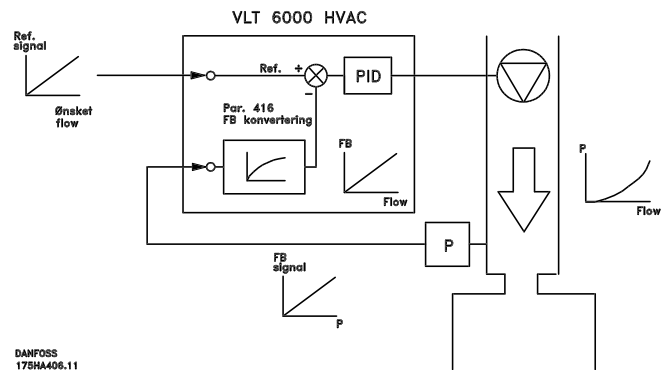 VLT 6000 HVAC
Ref.
signal
Ref.
+
PID
Ønsket
flow
–
Par. 416
FB konvertering
FB
Flow
P
Flow
P
FB
signal
P
DANFOSS
175HA406.11